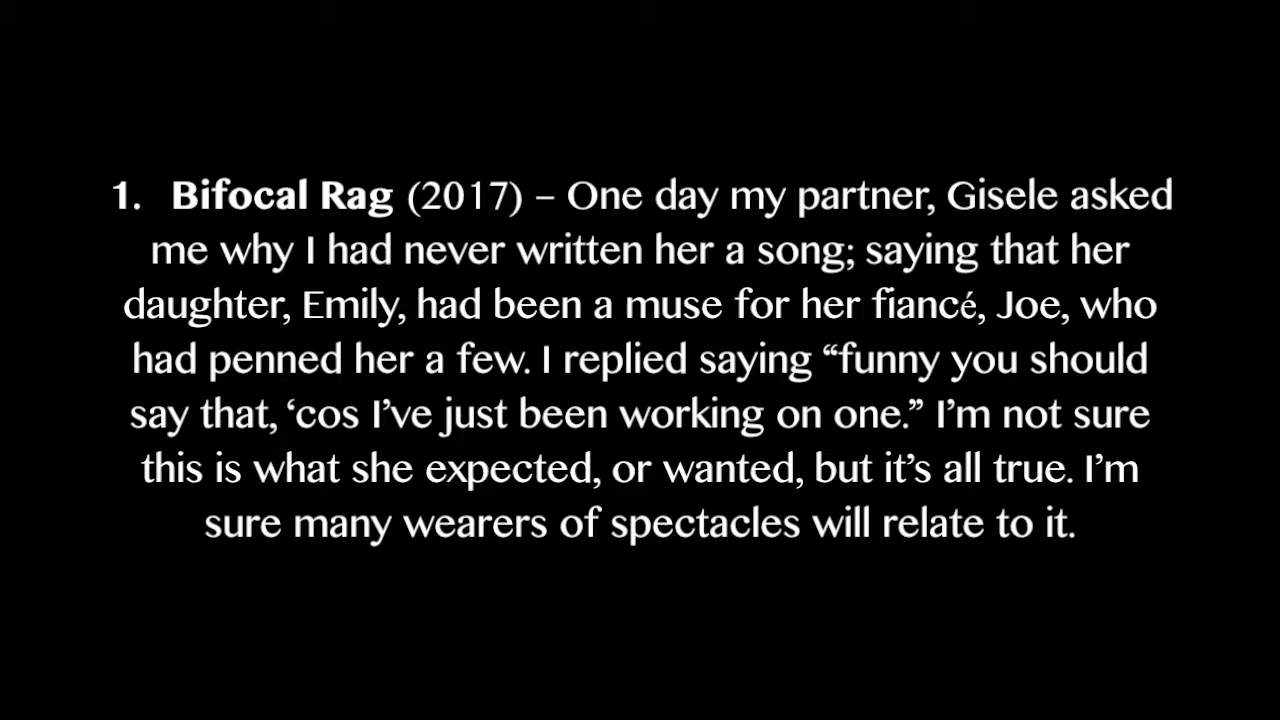 1. Bifocal Rag (2017) – One day my partner, Gisele asked
me why I had never written her a song; saying that her
daughter, Emily, had been a muse for her fiancé, Joe, who
had penned her a few. I replied saying “funny you should
say that, ‘cos I’ve just been working on one.” I’m not sure
this is what she expected, or wanted, but it’s all true. I’m
sure many wearers of spectacles will relate to it.